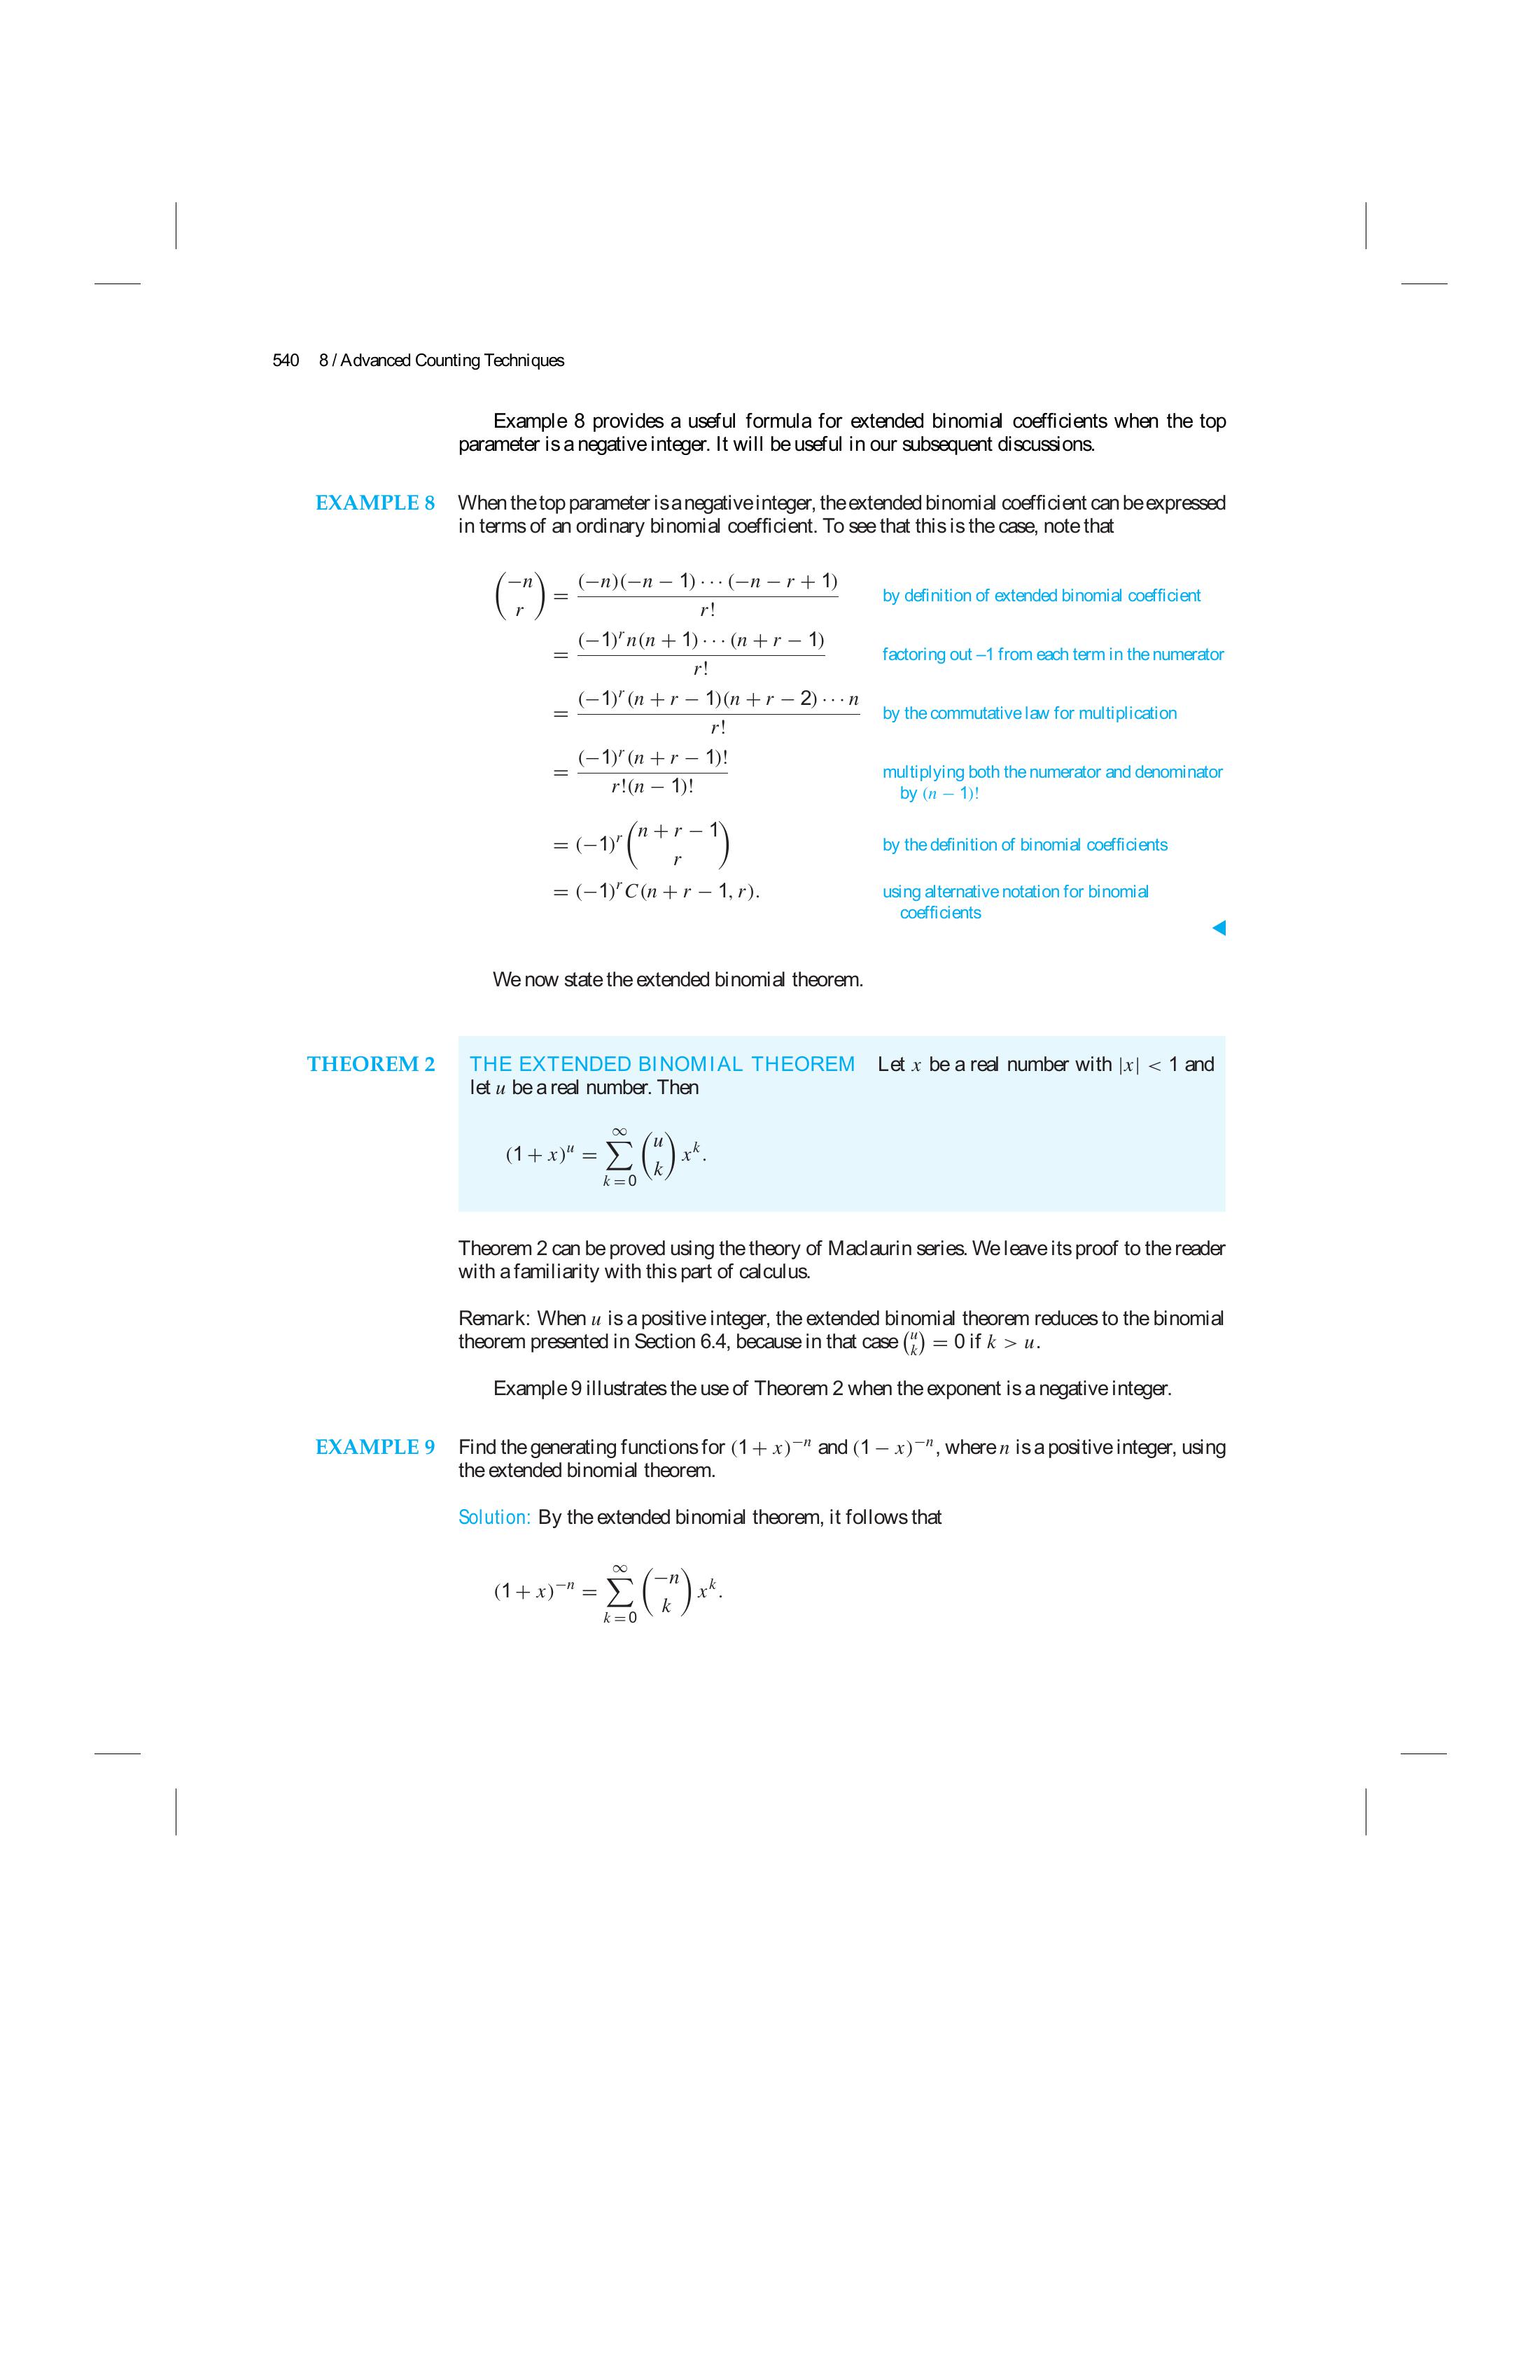 540 8 / Advanced Counting Techniques
Example 8 provides a useful formula for extended binomial coefficients when the top
parameter is a negative integer. It will be useful in our subsequent discussions.
EXAMPLE 8 When the top parameter is a negative integer, the extended binomial coefficient can be expressed
in terms of an ordinary binomial coefficient. To see that this is the case, note that
\binom{-n}{r} = \frac{(-n)(-n - 1) \cdots (-n - r + 1)}{r!} by definition of extended binomial coefficient
= \frac{(-1)^r n(n + 1) \cdots (n + r - 1)}{r!} factoring out –1 from each term in the numerator
= \frac{(-1)^r (n + r - 1)(n + r - 2) \cdots n}{r!} by the commutative law for multiplication
= \frac{(-1)^r (n + r - 1)!}{r!(n - 1)!} multiplying both the numerator and denominator
by (n − 1)!
= (-1)^r \binom{n + r - 1}{r} by the definition of binomial coefficients
= (-1)^r C(n + r - 1, r). using alternative notation for binomial
coefficients
We now state the extended binomial theorem.
THEOREM 2 THE EXTENDED BINOMIAL THEOREM Let x be a real number with |x| < 1 and
let u be a real number. Then
(1 + x)^u = \sum_{k=0}^{\infty} \binom{u}{k} x^k.
Theorem 2 can be proved using the theory of Maclaurin series. We leave its proof to the reader
with a familiarity with this part of calculus.
Remark: When u is a positive integer, the extended binomial theorem reduces to the binomial
theorem presented in Section 6.4, because in that case \binom{u}{k} = 0 if k > u.
Example 9 illustrates the use of Theorem 2 when the exponent is a negative integer.
EXAMPLE 9 Find the generating functions for (1 + x)^{-n} and (1 − x)^{-n}, where n is a positive integer, using
the extended binomial theorem.
Solution: By the extended binomial theorem, it follows that
(1 + x)^{-n} = \sum_{k=0}^{\infty} \binom{-n}{k} x^k.